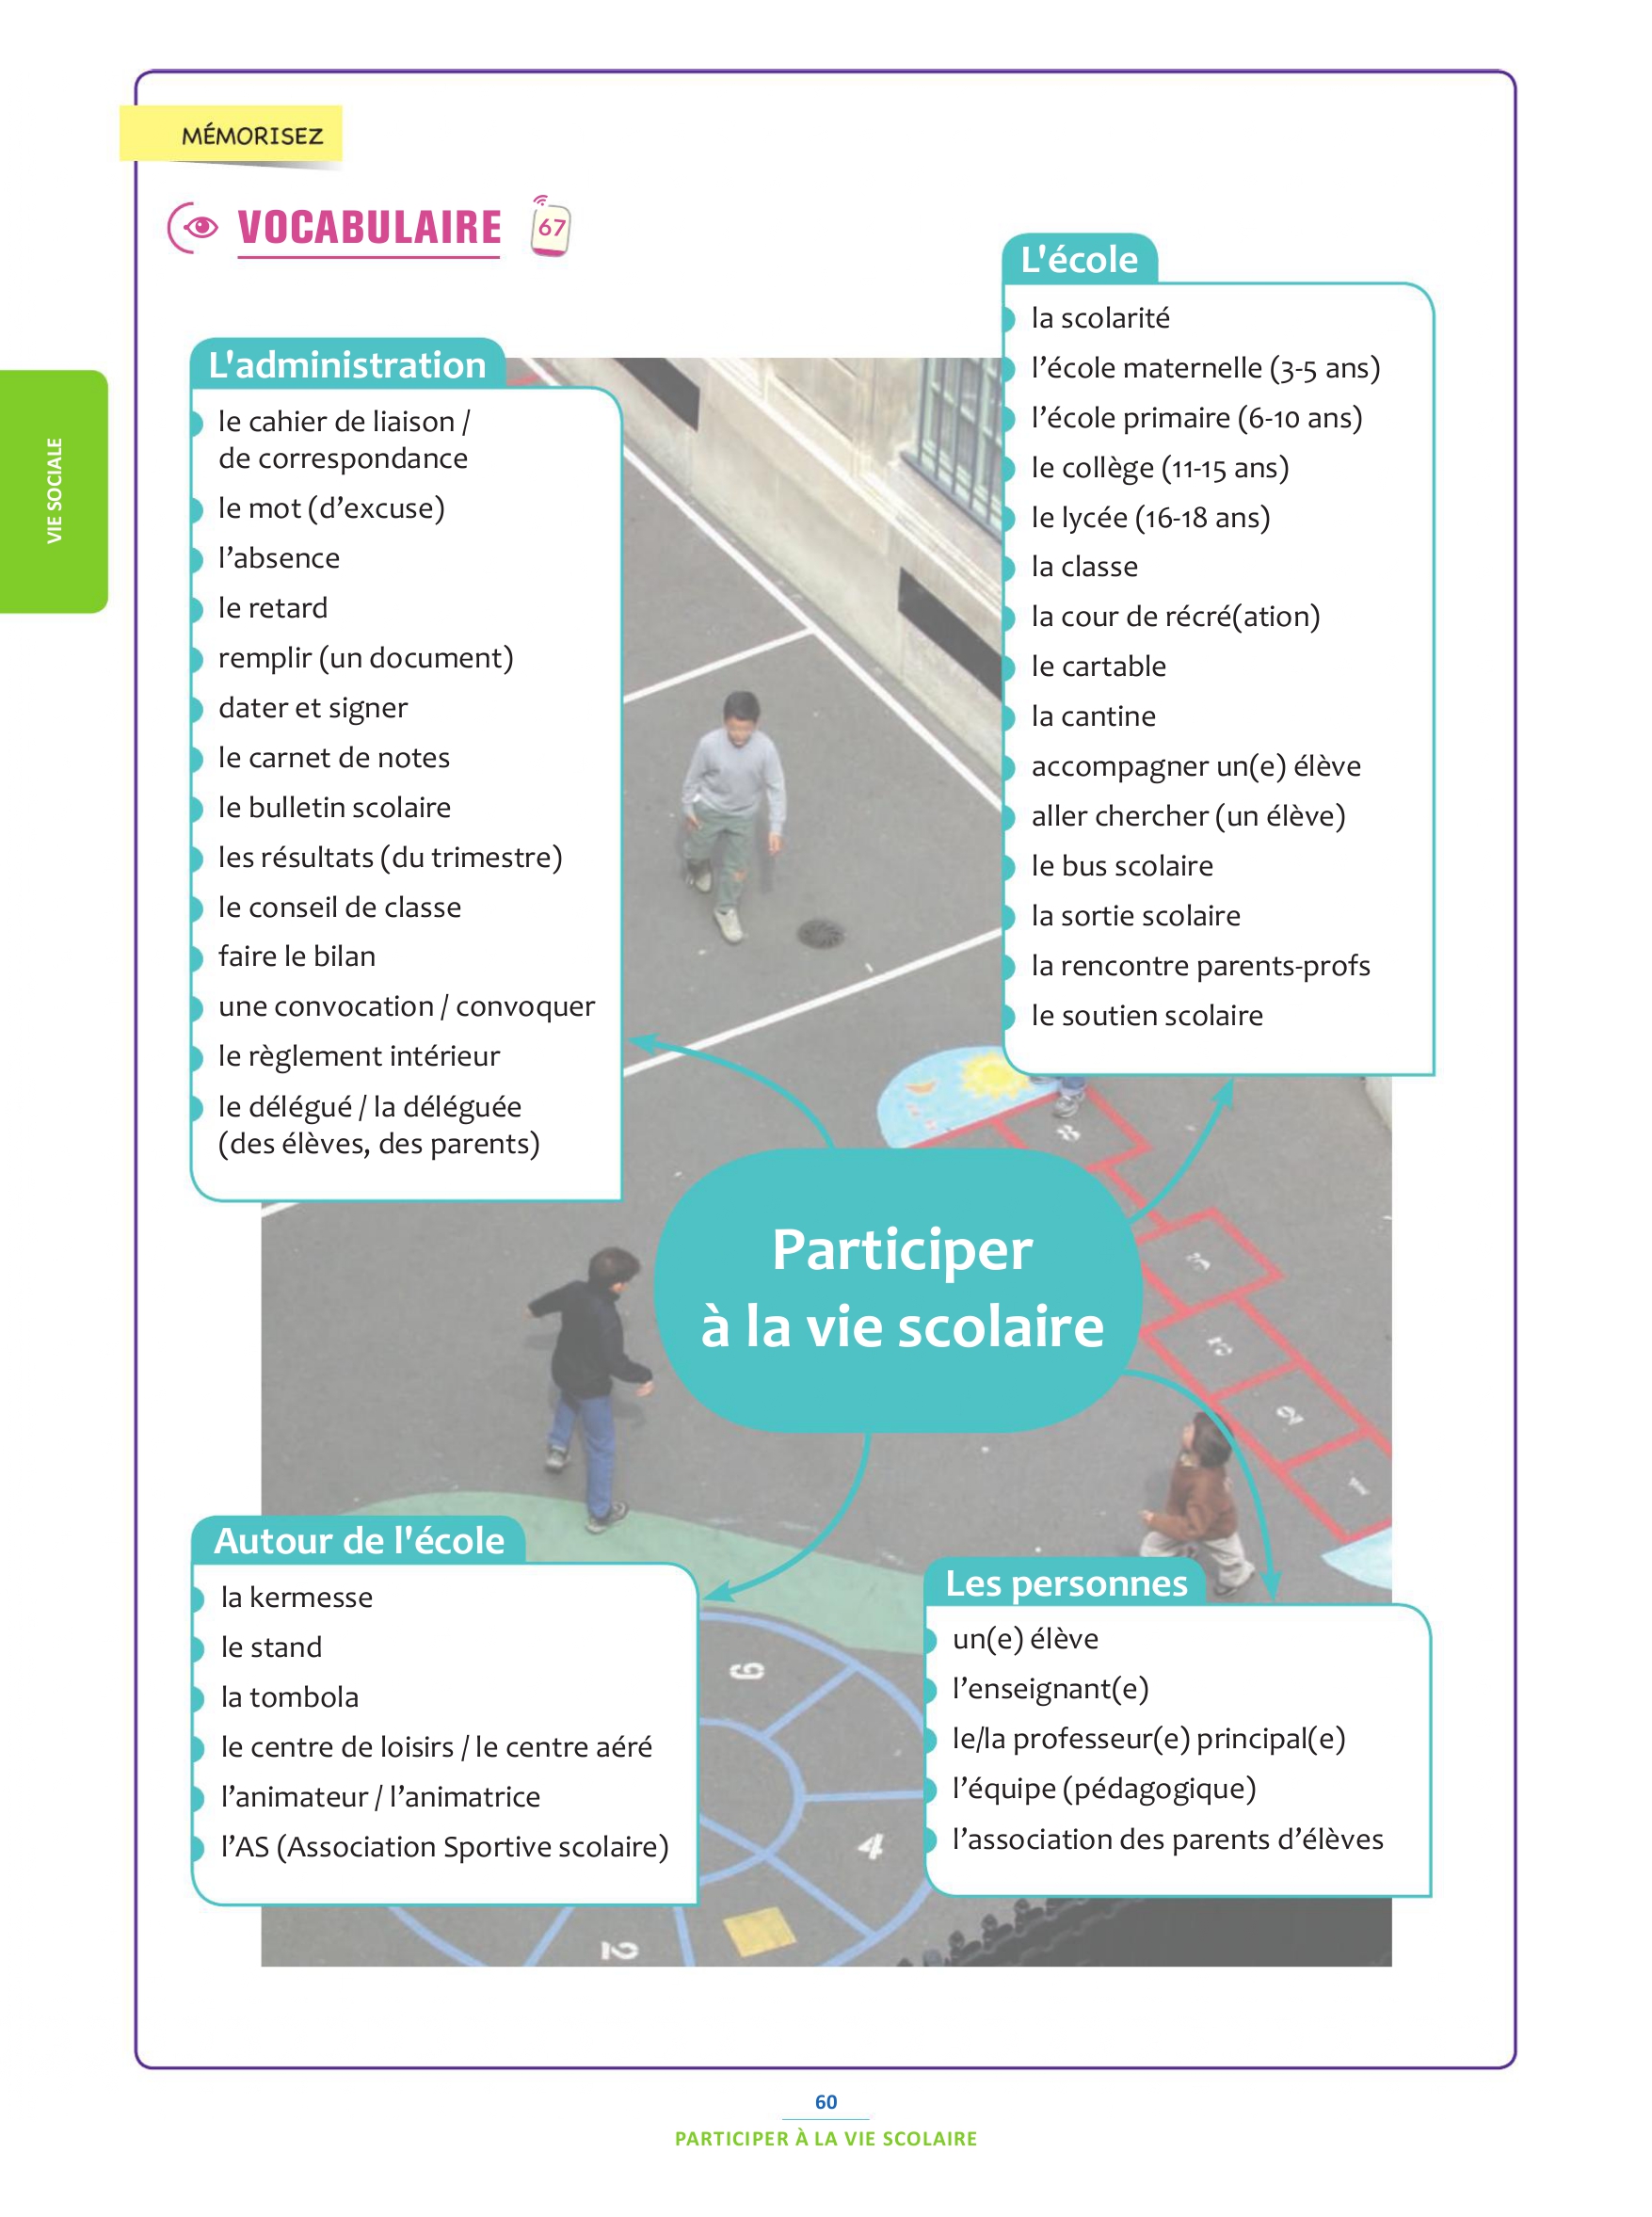 MÉMORISEZ
VOCABULAIRE
67
VIE SOCIALE
L'administration
le cahier de liaison /
de correspondance
le mot (d’excuse)
l’absence
le retard
remplir (un document)
dater et signer
le carnet de notes
le bulletin scolaire
les résultats (du trimestre)
le conseil de classe
faire le bilan
une convocation / convoquer
le règlement intérieur
le délégué / la déléguée
(des élèves, des parents)
L'école
la scolarité
l’école maternelle (3-5 ans)
l’école primaire (6-10 ans)
le collège (11-15 ans)
le lycée (16-18 ans)
la classe
la cour de récré(ation)
le cartable
la cantine
accompagner un(e) élève
aller chercher (un élève)
le bus scolaire
la sortie scolaire
la rencontre parents-profs
le soutien scolaire
Participer
à la vie scolaire
Autour de l'école
la kermesse
le stand
la tombola
le centre de loisirs / le centre aéré
l’animateur / l’animatrice
l’AS (Association Sportive scolaire)
Les personnes
un(e) élève
l’enseignant(e)
le/la professeur(e) principal(e)
l’équipe (pédagogique)
l’association des parents d’élèves
8
6
4
2
60
PARTICIPER À LA VIE SCOLAIRE